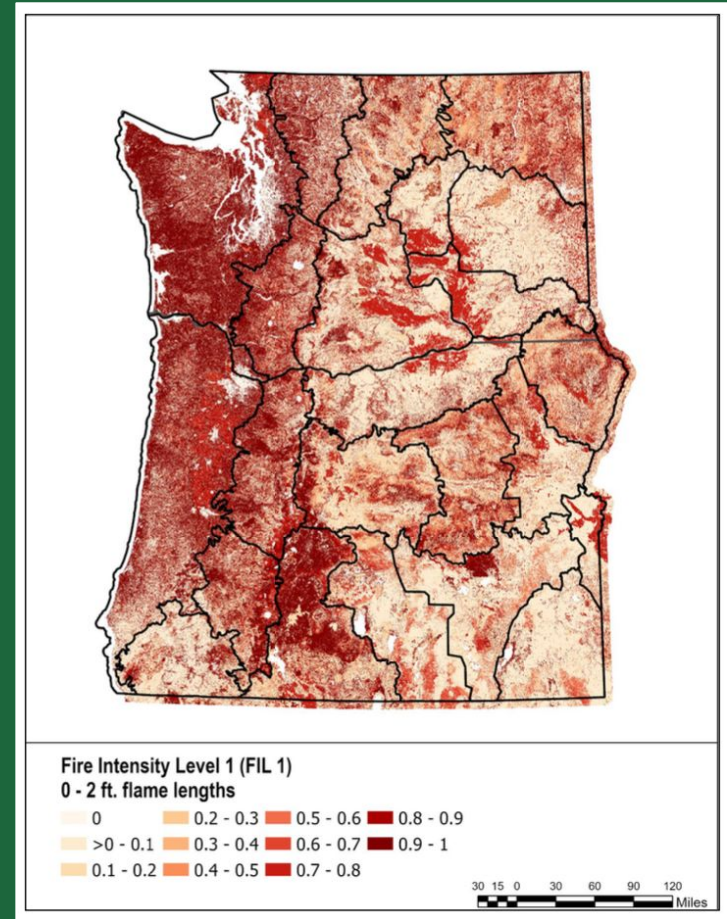 Fire Intensity Level 1 (FIL 1)
0 - 2 ft. flame lengths
0 0.2 - 0.3 0.5 - 0.6 0.8 - 0.9
>0 - 0.1 0.3 - 0.4 0.6 - 0.7 0.9 - 1
0.1 - 0.2 0.4 - 0.5 0.7 - 0.8
30 15 0 30 60 90 120
Miles